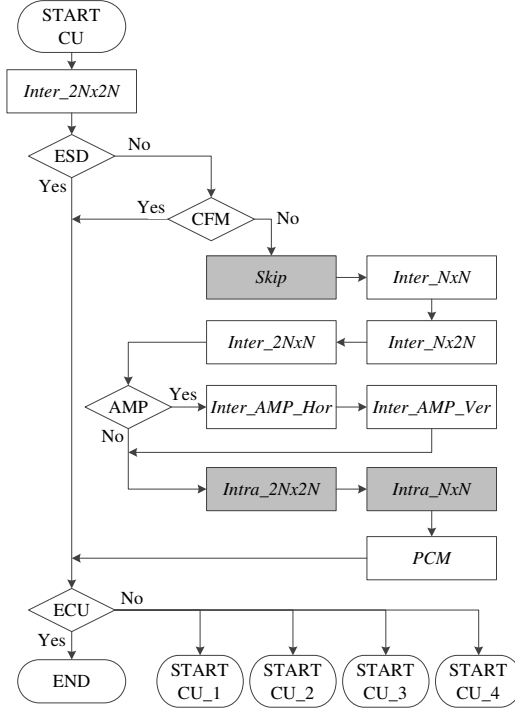 START
CU
Inter_2Nx2N
ESD
No
Yes
Yes
CFM
No
Skip
Inter_NxN
Inter_2NxN
Inter_Nx2N
AMP
Yes
Inter_AMP_Hor
Inter_AMP_Ver
No
Intra_2Nx2N
Intra_NxN
PCM
ECU
No
Yes
END
START
CU_1
START
CU_2
START
CU_3
START
CU_4